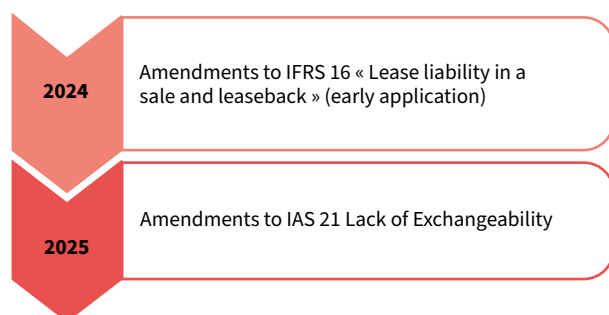 2024
Amendments to IFRS 16 « Lease liability in a
sale and leaseback » (early application)
2025
Amendments to IAS 21 Lack of Exchangeability